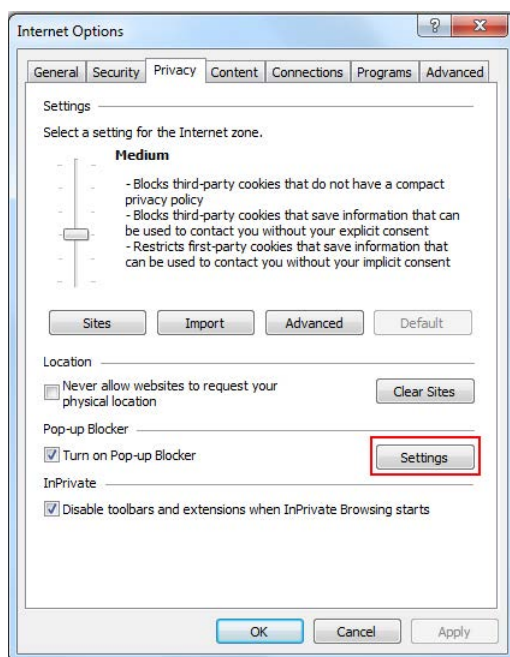 Internet Options
General Security Privacy Content Connections Programs Advanced
Settings
Select a setting for the Internet zone.
Medium
- Blocks third-party cookies that do not have a compact
privacy policy
- Blocks third-party cookies that save information that can
be used to contact you without your explicit consent
- Restricts first-party cookies that save information that
can be used to contact you without your implicit consent
Sites Import Advanced Default
Location
Never allow websites to request your
physical location
Clear Sites
Pop-up Blocker
Turn on Pop-up Blocker Settings
InPrivate
Disable toolbars and extensions when InPrivate Browsing starts
OK Cancel Apply